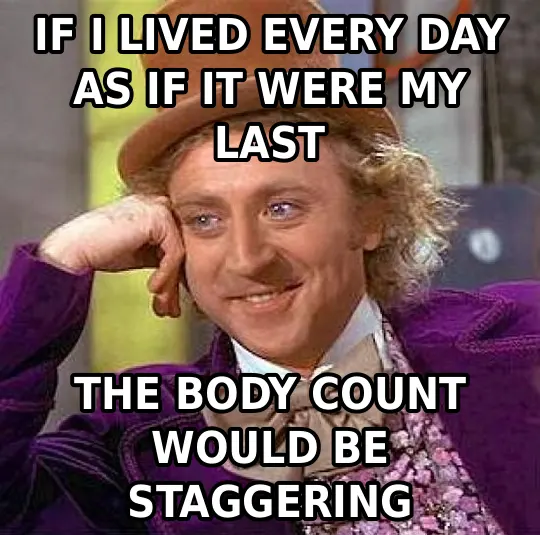 IF I LIVED EVERY DAY
AS IF IT WERE MY
LAST
THE BODY COUNT
WOULD BE
STAGGERING